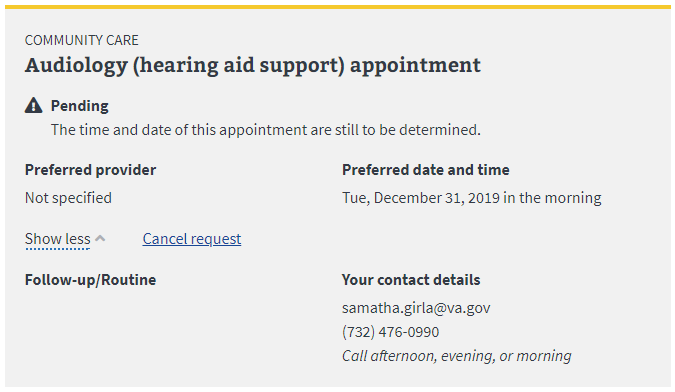 COMMUNITY CARE
Audiology (hearing aid support) appointment
Pending
The time and date of this appointment are still to be determined.
Preferred provider
Not specified
Preferred date and time
Tue, December 31, 2019 in the morning
Show less
Cancel request
Follow-up/Routine
Your contact details
samatha.girla@va.gov
(732) 476-0990
Call afternoon, evening, or morning